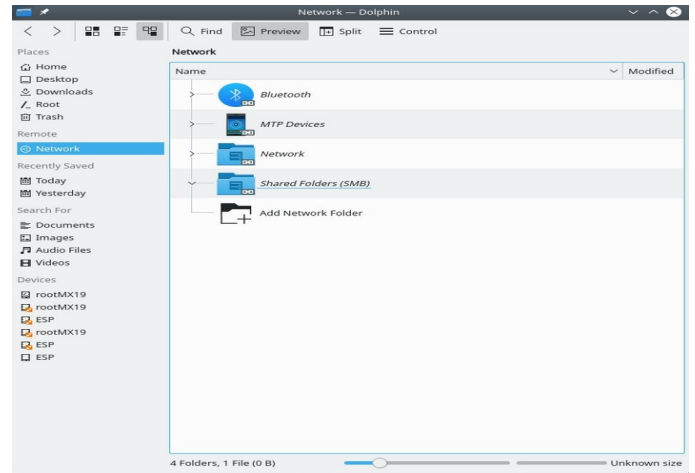 Network — Dolphin
Find Preview Split Control
Places
Home
Desktop
Downloads
Root
Trash
Remote
Network
Recently Saved
Today
Yesterday
Search For
Documents
Images
Audio Files
Videos
Devices
rootMX19
rootMX19
ESP
rootMX19
ESP
ESP
Network
Name Modified
Bluetooth
MTP Devices
Network
Shared Folders (SMB)
Add Network Folder
4 Folders, 1 File (0 B) Unknown size